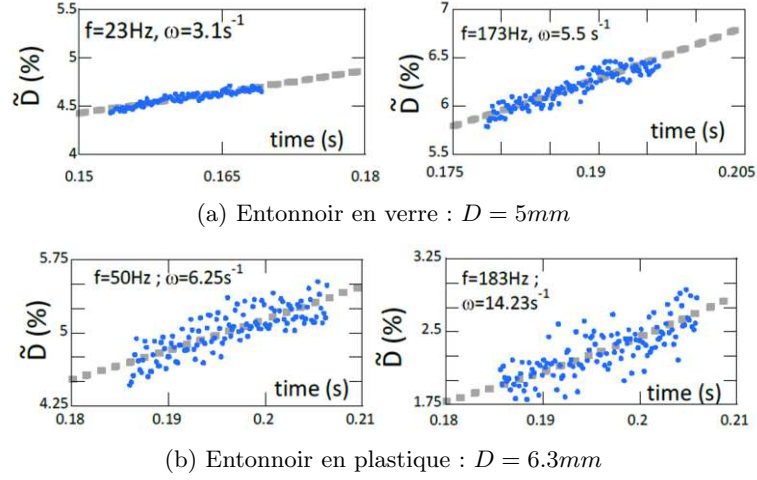 f=23Hz, ω=3.1s⁻¹
D̃ (%)
5.5
5
4.5
4
time (s)
0.15 0.165 0.18
f=173Hz, ω=5.5 s⁻¹
D̃ (%)
7
6.5
6
5.5
time (s)
0.175 0.19 0.205
(a) Entonnoir en verre : D = 5mm
f=50Hz ; ω=6.25s⁻¹
D̃ (%)
5.75
5
4.25
time (s)
0.18 0.19 0.2 0.21
f=183Hz ;
ω=14.23s⁻¹
D̃ (%)
3.25
2.5
1.75
time (s)
0.18 0.19 0.2 0.21
(b) Entonnoir en plastique : D = 6.3mm